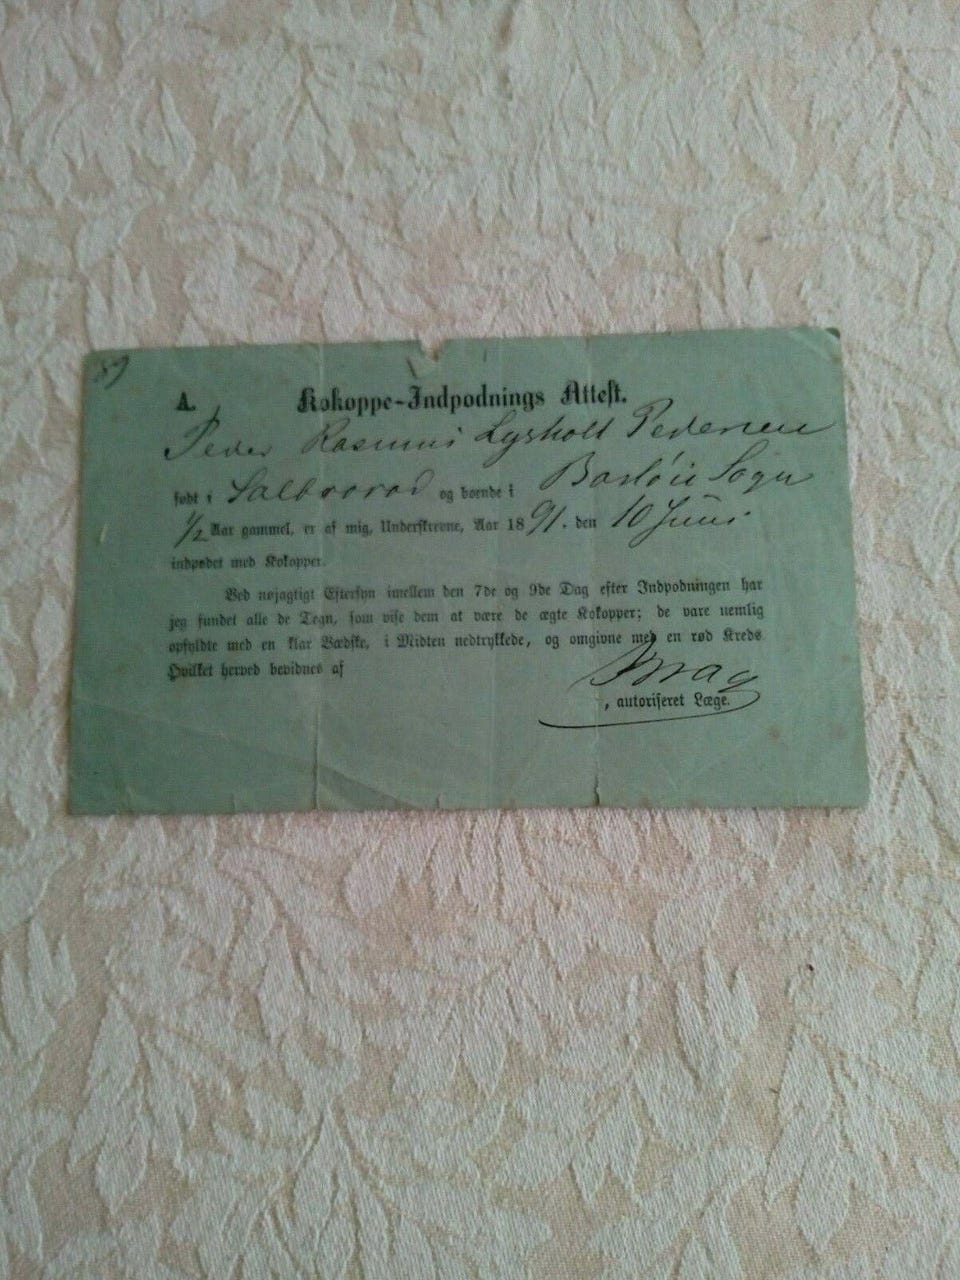 89
A. Kokoppe-Indpodnings Attest.
Peder Rasmus Lysholt Pedersen
født i Salbrovad og boende i Barløse Sogn
1/2 Aar gammel, er af mig, Underskrevne, Aar 1891. den 10 Juni
indpodet med Kokopper.
Ved nøjagtigt Eftersyn imellem den 7de og 9de Dag efter Indpodningen har
jeg fundet alle de Tegn, som vise dem at være de ægte Kokopper; de vare nemlig
opfyldte med en klar Vædske, i Midten nedtrykkede, og omgivne med en rød Kreds.
Hvilket herved bevidnes af
, autoriseret Læge.